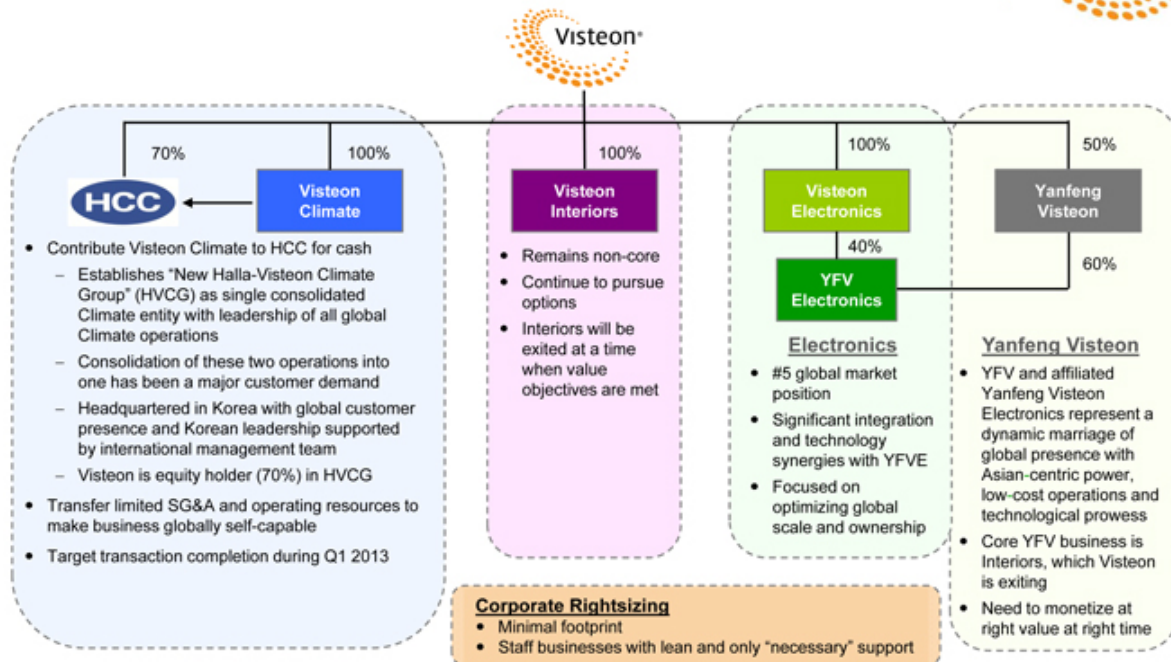 Visteon®
70%
100%
100%
100%
50%
HCC
Visteon
Climate
Visteon
Interiors
Visteon
Electronics
Yanfeng
Visteon
40%
60%
YFV
Electronics
• Contribute Visteon Climate to HCC for cash
– Establishes “New Halla-Visteon Climate
Group” (HVCG) as single consolidated
Climate entity with leadership of all global
Climate operations
– Consolidation of these two operations into
one has been a major customer demand
– Headquartered in Korea with global customer
presence and Korean leadership supported
by international management team
– Visteon is equity holder (70%) in HVCG
• Transfer limited SG&A and operating resources to
make business globally self-capable
• Target transaction completion during Q1 2013
• Remains non-core
• Continue to pursue
options
• Interiors will be
exited at a time
when value
objectives are met
Electronics
• #5 global market
position
• Significant integration
and technology
synergies with YFVE
• Focused on
optimizing global
scale and ownership
Yanfeng Visteon
• YFV and affiliated
Yanfeng Visteon
Electronics represent a
dynamic marriage of
global presence with
Asian-centric power,
low-cost operations and
technological prowess
• Core YFV business is
Interiors, which Visteon
is exiting
• Need to monetize at
right value at right time
Corporate Rightsizing
• Minimal footprint
• Staff businesses with lean and only “necessary” support